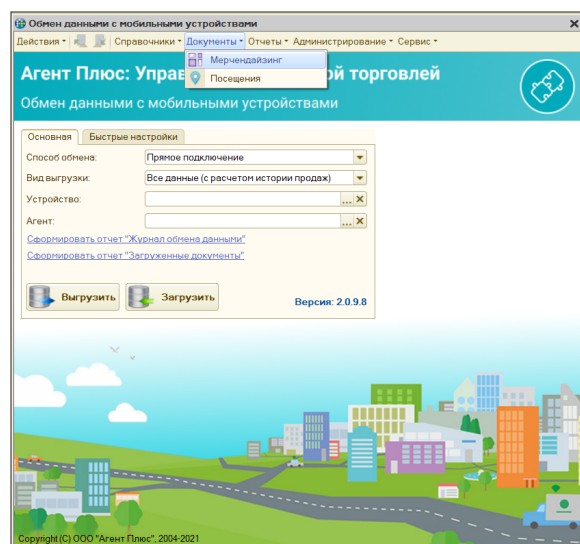 Обмен данными с мобильными устройствами
Действия Справочники Документы Отчеты Администрирование Сервис
Мерчендайзинг
Посещения
Агент Плюс: Управ ой торговлей
Обмен данными с мобильными устройствами
Основная Быстрые настройки
Способ обмена: Прямое подключение
Вид выгрузки: Все данные (с расчетом истории продаж)
Устройство: ...
Агент: ...
Сформировать отчет "Журнал обмена данными"
Сформировать отчет "Загруженные документы"
Выгрузить Загрузить
Версия: 2.0.9.8
Copyright (C) ООО "Агент Плюс", 2004-2021